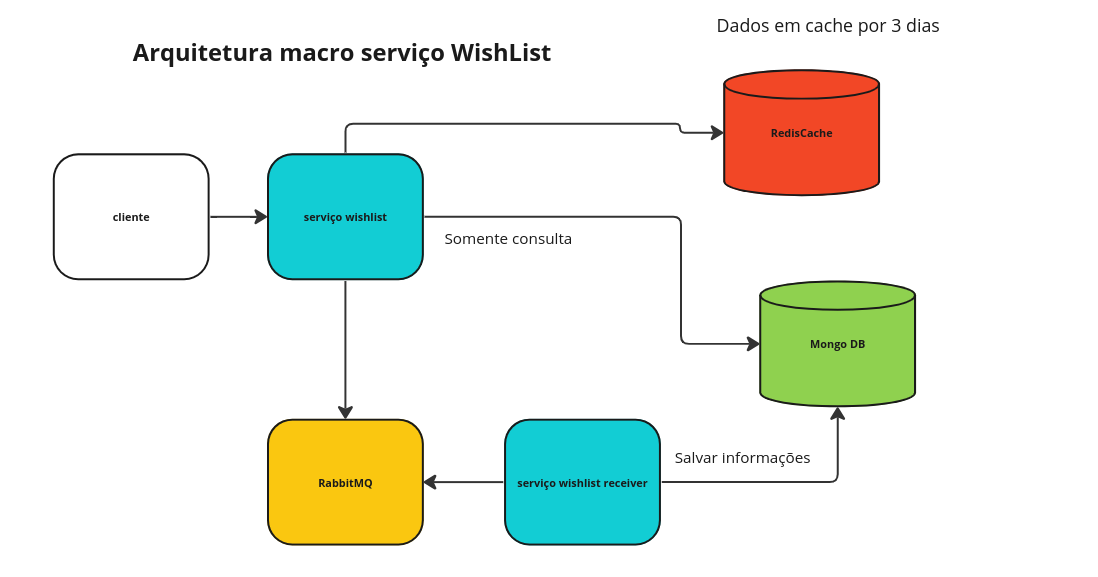 Dados em cache por 3 dias
Arquitetura macro serviço WishList
RedisCache
cliente
serviço wishlist
Somente consulta
Mongo DB
Salvar informações
RabbitMQ
serviço wishlist receiver